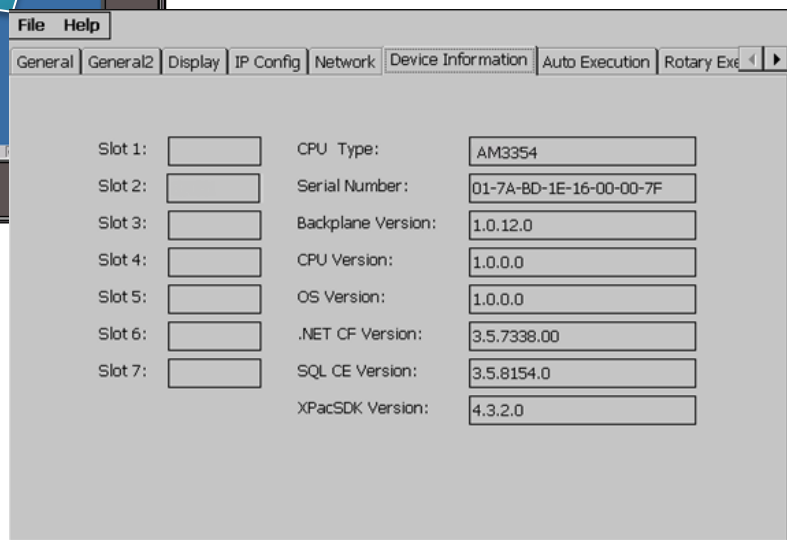 File Help
General General2 Display IP Config Network Device Information Auto Execution Rotary Exe
Slot 1: CPU Type: AM3354
Slot 2: Serial Number: 01-7A-BD-1E-16-00-00-7F
Slot 3: Backplane Version: 1.0.12.0
Slot 4: CPU Version: 1.0.0.0
Slot 5: OS Version: 1.0.0.0
Slot 6: .NET CF Version: 3.5.7338.00
Slot 7: SQL CE Version: 3.5.8154.0
XPacSDK Version: 4.3.2.0